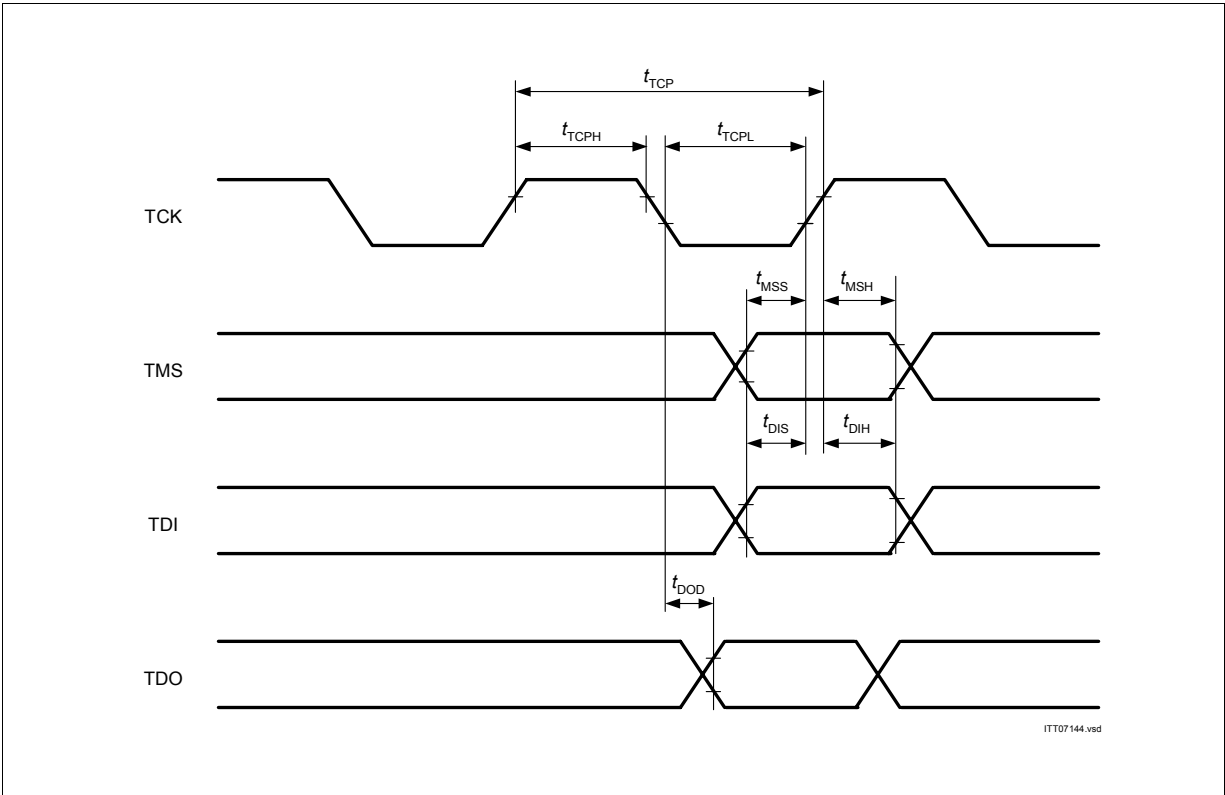 tTCP
tTCPH tTCPL
TCK
tMSS tMSH
TMS
tDIS tDIH
TDI
tDOD
TDO
ITT07144.vsd